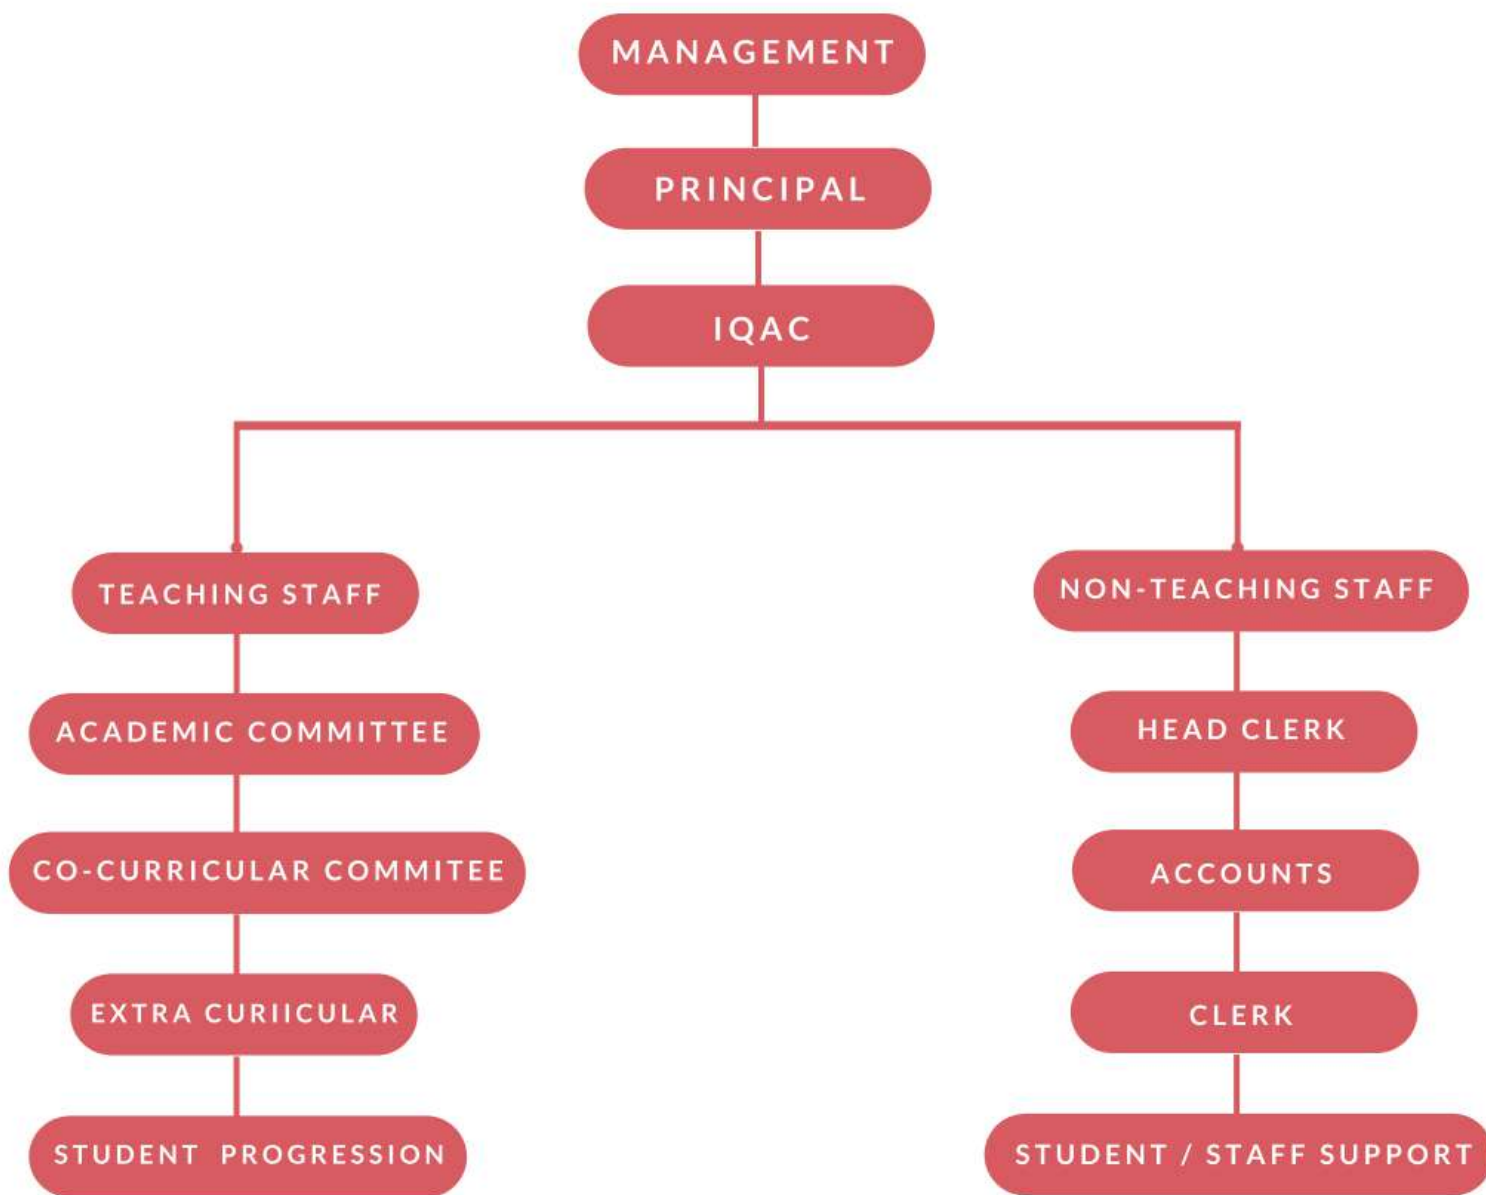 MANAGEMENT
PRINCIPAL
IQAC
TEACHING STAFF
ACADEMIC COMMITTEE
CO-CURRICULAR COMMITEE
EXTRA CURIICULAR
STUDENT PROGRESSION
NON-TEACHING STAFF
HEAD CLERK
ACCOUNTS
CLERK
STUDENT / STAFF SUPPORT